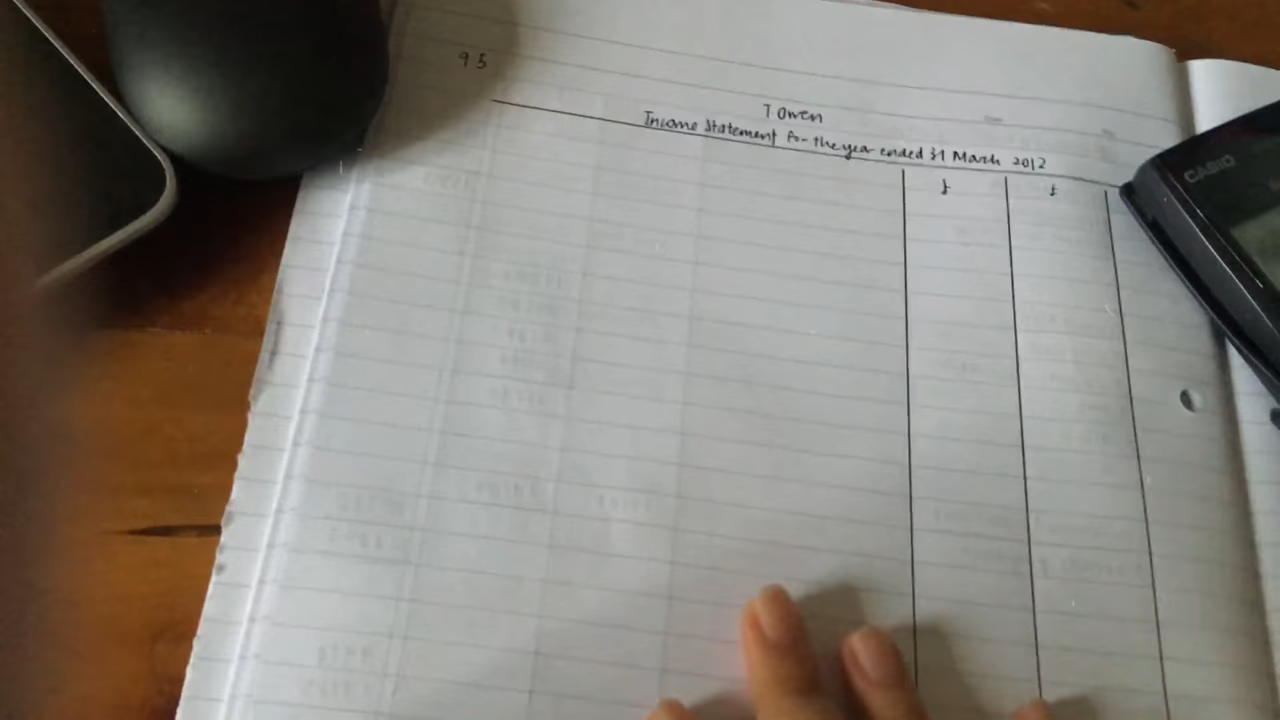 95
T Owen
Income Statement for the year ended 31 March 2012
£ £
CASIO